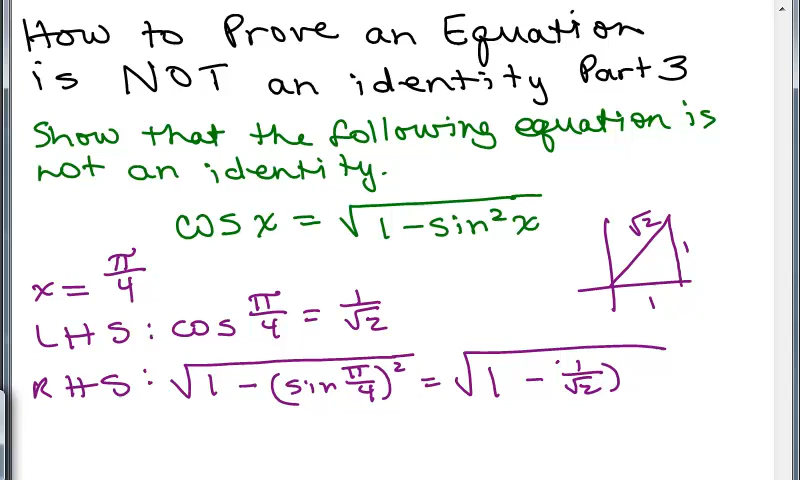 How to Prove an Equation
is NOT an identity Part 3
Show that the following equation is
not an identity.
cos x = √(1 - sin² x)
√2
1
1
x = π/4
LHS: cos π/4 = 1/√2
RHS: √(1 - (sin π/4)²) = √(1 - 1/√2)